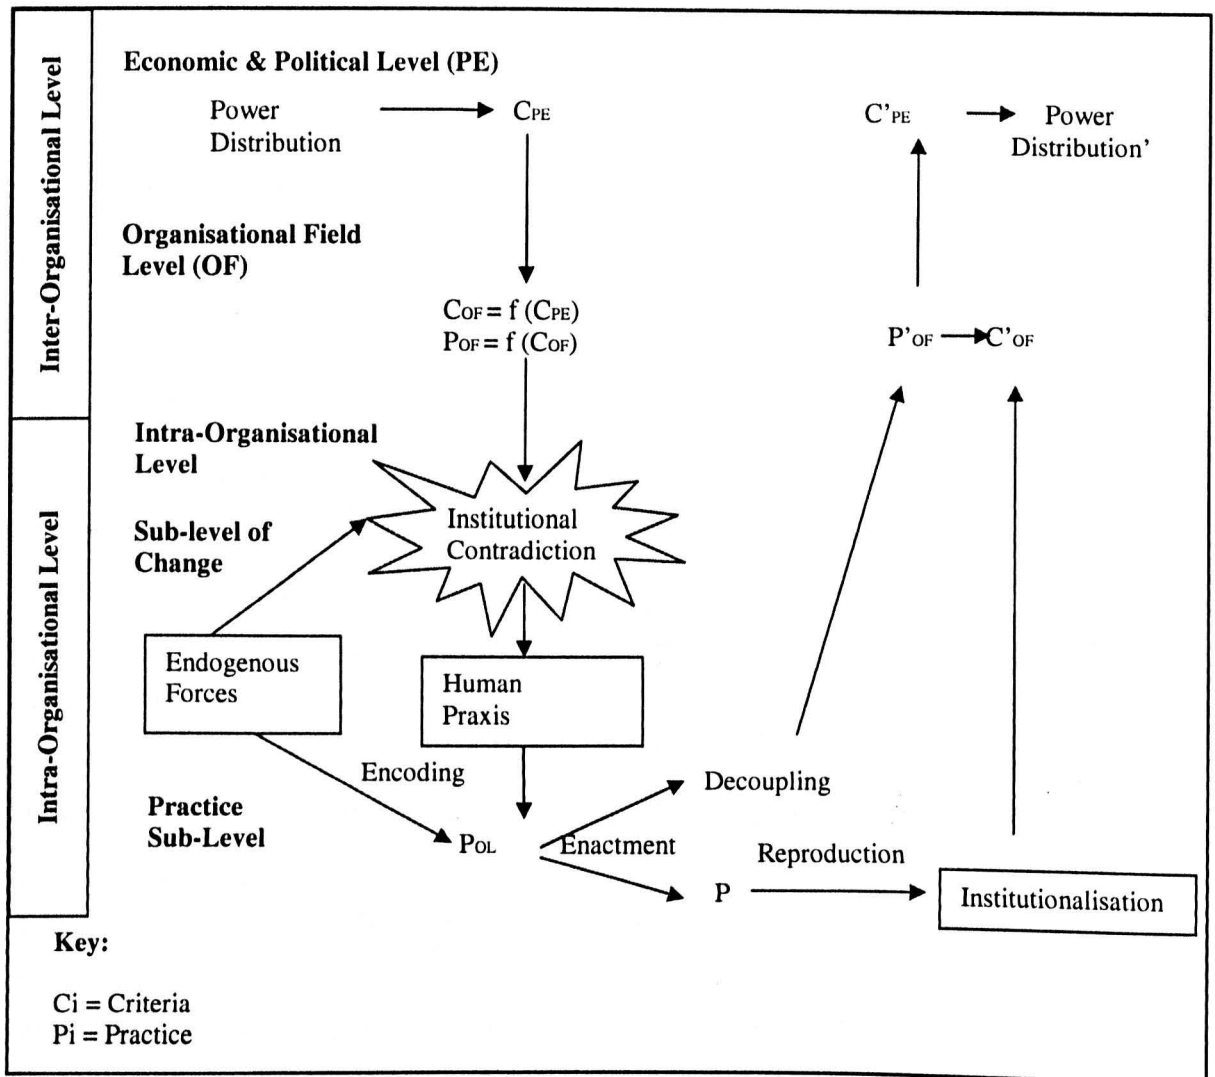 Inter-Organisational Level
Economic & Political Level (PE)
Power
Distribution
CPE
C'PE
Power
Distribution'
Organisational Field
Level (OF)
COF = f (CPE)
POF = f (COF)
P'OF
C'OF
Intra-Organisational Level
Intra-Organisational
Level
Sub-level of
Change
Institutional
Contradiction
Endogenous
Forces
Human
Praxis
Encoding
Decoupling
Practice
Sub-Level
POL
Enactment
Reproduction
P
Institutionalisation
Key:
Ci = Criteria
Pi = Practice